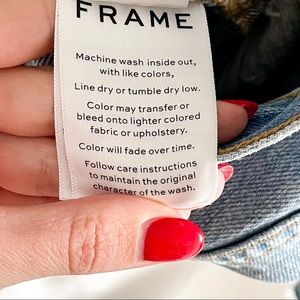 FRAME
Machine wash inside out,
with like colors,
Line dry or tumble dry low.
Color may transfer or
bleed onto lighter colored
fabric or upholstery.
Color will fade over time.
Follow care instructions
to maintain the original
character of the wash.